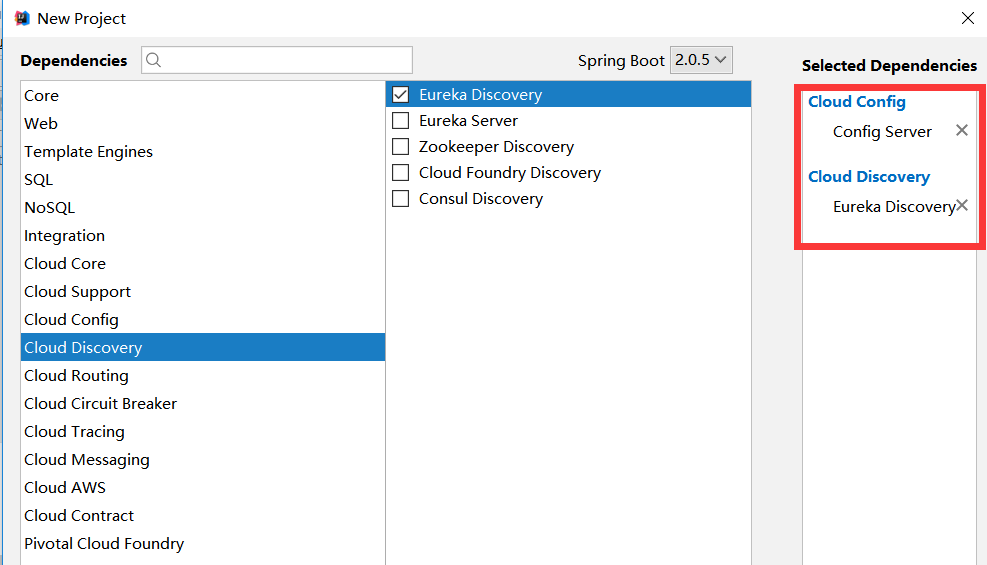 New Project
Dependencies
Spring Boot 2.0.5
Selected Dependencies
Core
Web
Template Engines
SQL
NoSQL
Integration
Cloud Core
Cloud Support
Cloud Config
Cloud Discovery
Cloud Routing
Cloud Circuit Breaker
Cloud Tracing
Cloud Messaging
Cloud AWS
Cloud Contract
Pivotal Cloud Foundry
Eureka Discovery
Eureka Server
Zookeeper Discovery
Cloud Foundry Discovery
Consul Discovery
Cloud Config
Config Server
Cloud Discovery
Eureka Discovery